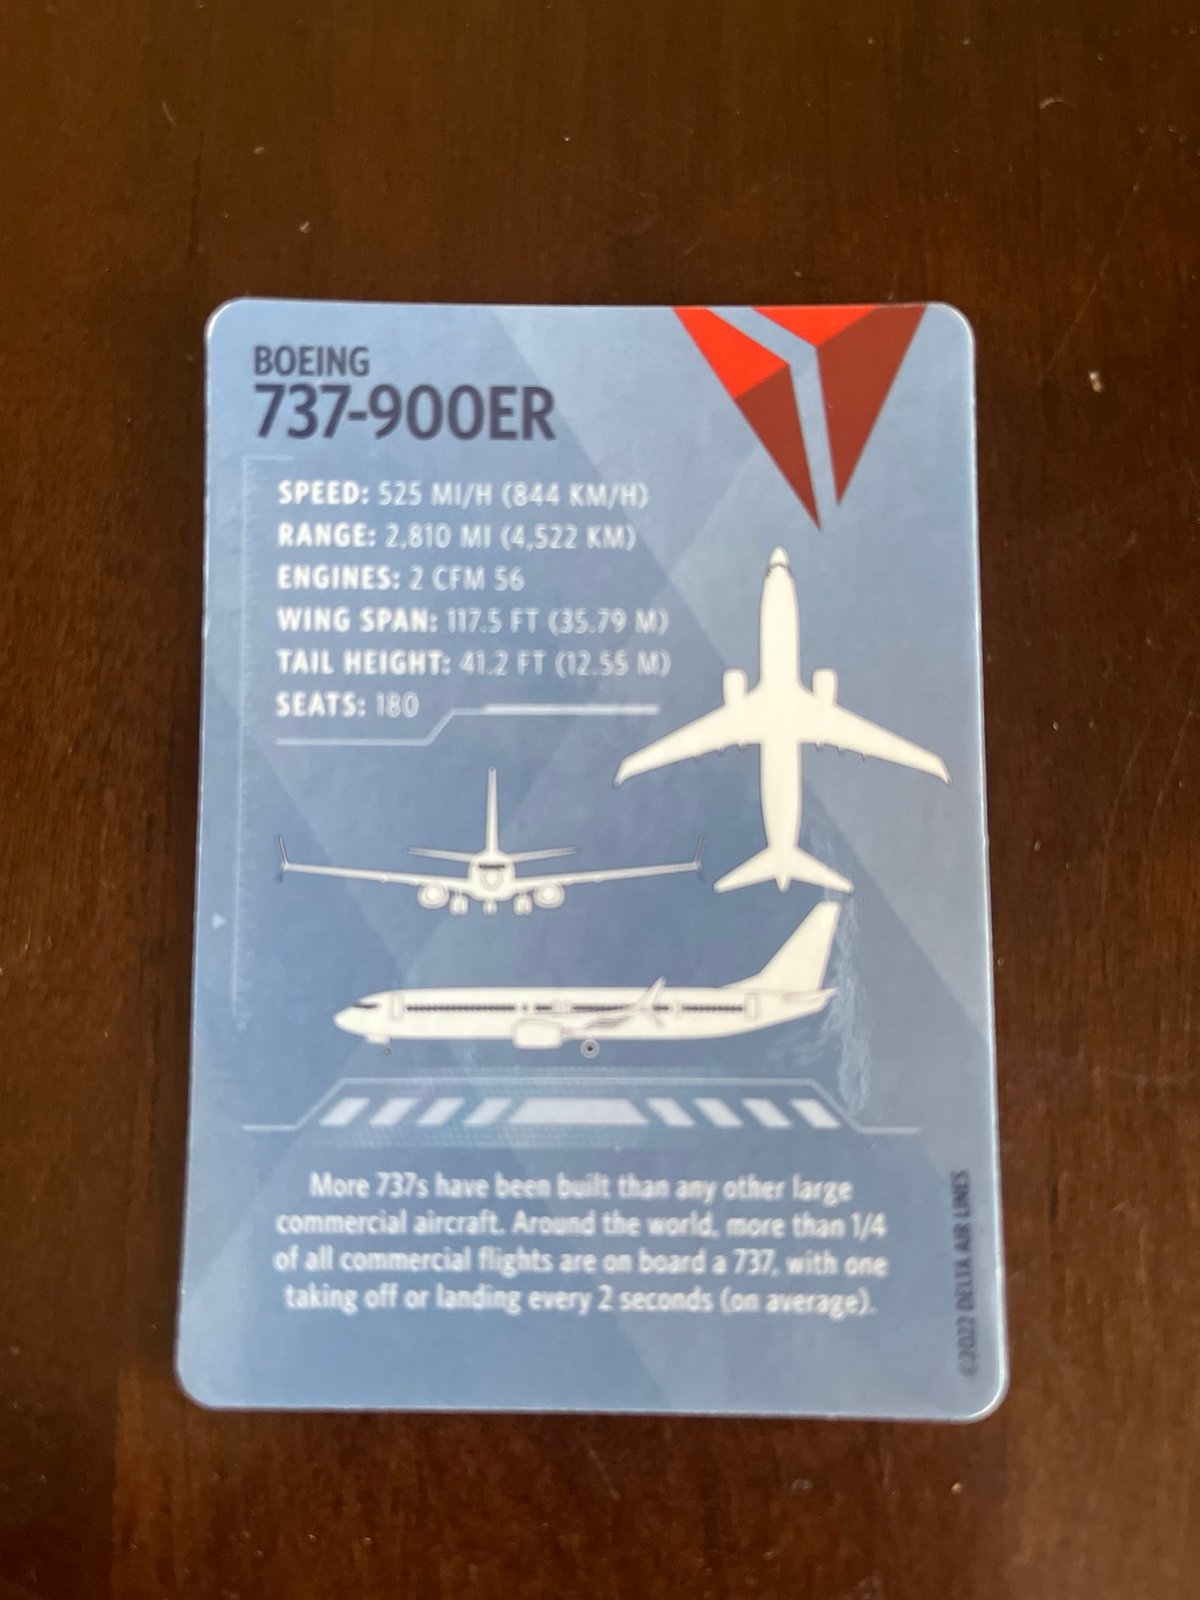 BOEING
737-900ER
SPEED: 525 MI/H (844 KM/H)
RANGE: 2,810 MI (4,522 KM)
ENGINES: 2 CFM 56
WING SPAN: 117.5 FT (35.79 M)
TAIL HEIGHT: 41.2 FT (12.55 M)
SEATS: 180
More 737s have been built than any other large
commercial aircraft. Around the world, more than 1/4
of all commercial flights are on board a 737, with one
taking off or landing every 2 seconds (on average).
©2022 DELTA AIR LINES